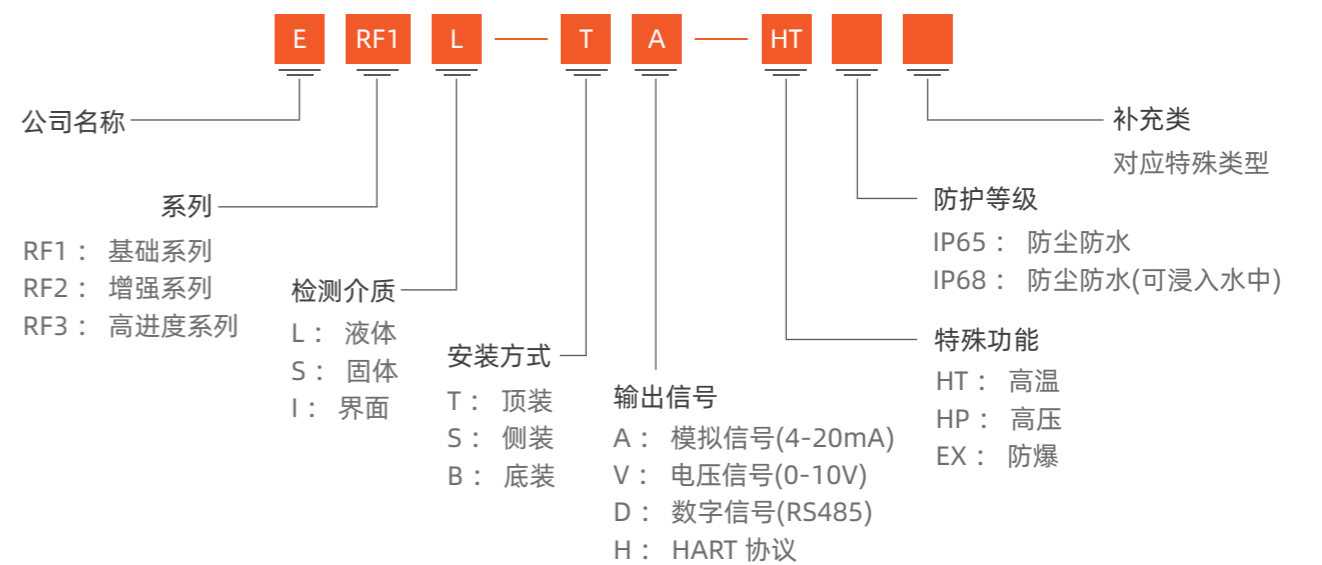 E RF1 L — T A — HT
公司名称
补充类
对应特殊类型
系列
RF1： 基础系列
RF2： 增强系列
RF3： 高进度系列
防护等级
IP65： 防尘防水
IP68： 防尘防水(可浸入水中)
检测介质
L： 液体
S： 固体
I： 界面
安装方式
T： 顶装
S： 侧装
B： 底装
输出信号
A： 模拟信号(4-20mA)
V： 电压信号(0-10V)
D： 数字信号(RS485)
H： HART 协议
特殊功能
HT： 高温
HP： 高压
EX： 防爆